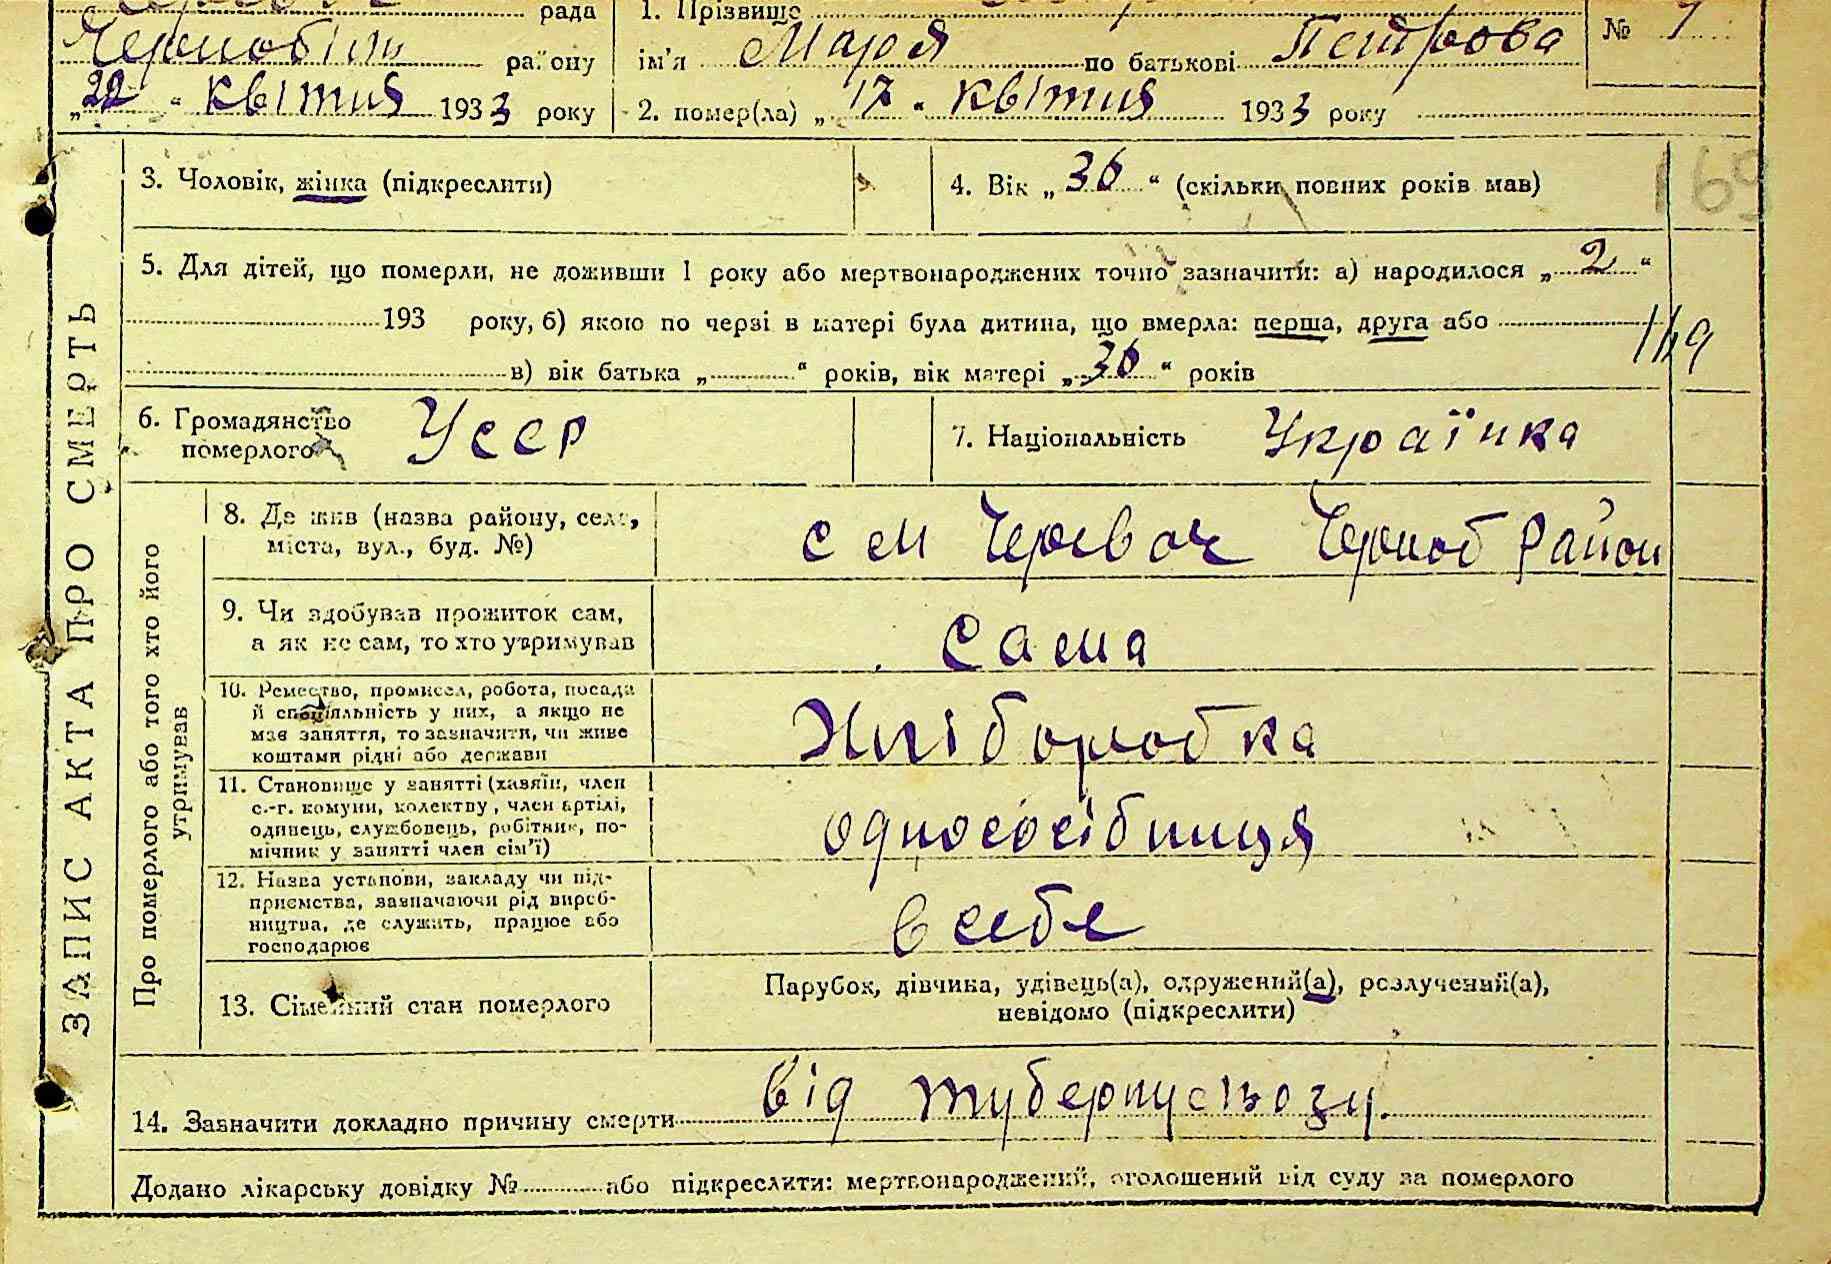 рада 1. Прізвище
Чернобіль району ім'я Марія по батькові Петрова № 1
„22“ квітня 1933 року 2. помер(ла) „17“ квітня 1933 року
3. Чоловік, жінка (підкреслити) 4. Вік „36“ (скільки повних років мав)
169
5. Для дітей, що померли, не доживши 1 року або мертвонароджених точно зазначити: а) народилося „2“
193 року, б) якою по черзі в матері була дитина, що вмерла: перша, друга або
в) вік батька „ “ років, вік матері „36“ років
6. Громадянство померлого УССР 7. Національність Українка
ЗАПИС АКТА ПРО СМЕРТЬ
Про померлого або того хто його утримував
8. Де жив (назва району, села, міста, вул., буд. №) с ем Черевач Черноб район
9. Чи здобував прожиток сам, а як не сам, то хто утримував Сама
10. Ремество, промисел, робота, посада й спеціяльність у них, а якщо не має заняття, то зазначити, чи живе коштами рідні або держави Хліборобка
11. Становище у занятті (хазяїн, член с.-г. комуни, колективу, член артілі, одинець, службовець, робітник, помічник у занятті член сім'ї) одноосібниця
12. Назва установи, закладу чи підприємства, зазначаючи рід виробництва, де служить, працює або господарює в себе
13. Сімейний стан померлого Парубок, дівчина, удівець(а), одружений(а), розлучений(а), невідомо (підкреслити)
14. Зазначити докладно причину смерти від туберкульозу.
Додано лікарську довідку № або підкреслити: мертвонароджений, оголошений від суду за померлого